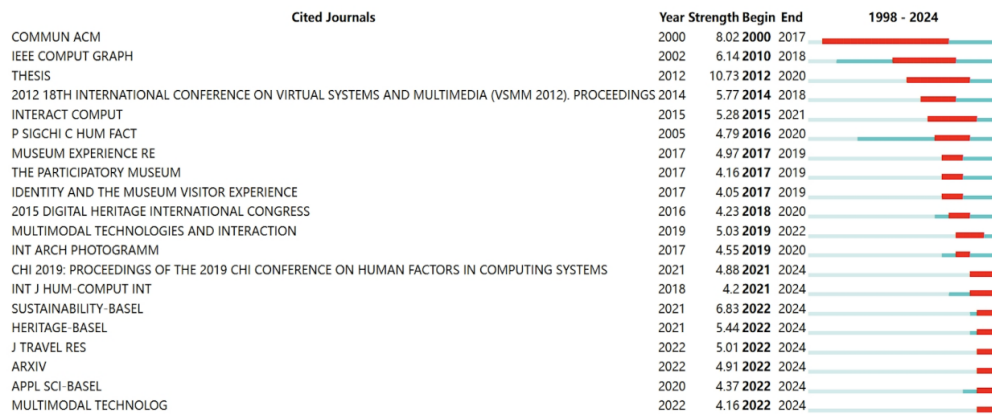 Cited Journals Year Strength Begin End 1998 - 2024
COMMUN ACM 2000 8.02 2000 2017
IEEE COMPUT GRAPH 2002 6.14 2010 2018
THESIS 2012 10.73 2012 2020
2012 18TH INTERNATIONAL CONFERENCE ON VIRTUAL SYSTEMS AND MULTIMEDIA (VSMM 2012). PROCEEDINGS 2014 5.77 2014 2018
INTERACT COMPUT 2015 5.28 2015 2021
P SIGCHI C HUM FACT 2005 4.79 2016 2020
MUSEUM EXPERIENCE RE 2017 4.97 2017 2019
THE PARTICIPATORY MUSEUM 2017 4.16 2017 2019
IDENTITY AND THE MUSEUM VISITOR EXPERIENCE 2017 4.05 2017 2019
2015 DIGITAL HERITAGE INTERNATIONAL CONGRESS 2016 4.23 2018 2020
MULTIMODAL TECHNOLOGIES AND INTERACTION 2019 5.03 2019 2022
INT ARCH PHOTOGRAMM 2017 4.55 2019 2020
CHI 2019: PROCEEDINGS OF THE 2019 CHI CONFERENCE ON HUMAN FACTORS IN COMPUTING SYSTEMS 2021 4.88 2021 2024
INT J HUM-COMPUT INT 2018 4.2 2021 2024
SUSTAINABILITY-BASEL 2021 6.83 2022 2024
HERITAGE-BASEL 2021 5.44 2022 2024
J TRAVEL RES 2022 5.01 2022 2024
ARXIV 2022 4.91 2022 2024
APPL SCI-BASEL 2020 4.37 2022 2024
MULTIMODAL TECHNOLOG 2022 4.16 2022 2024